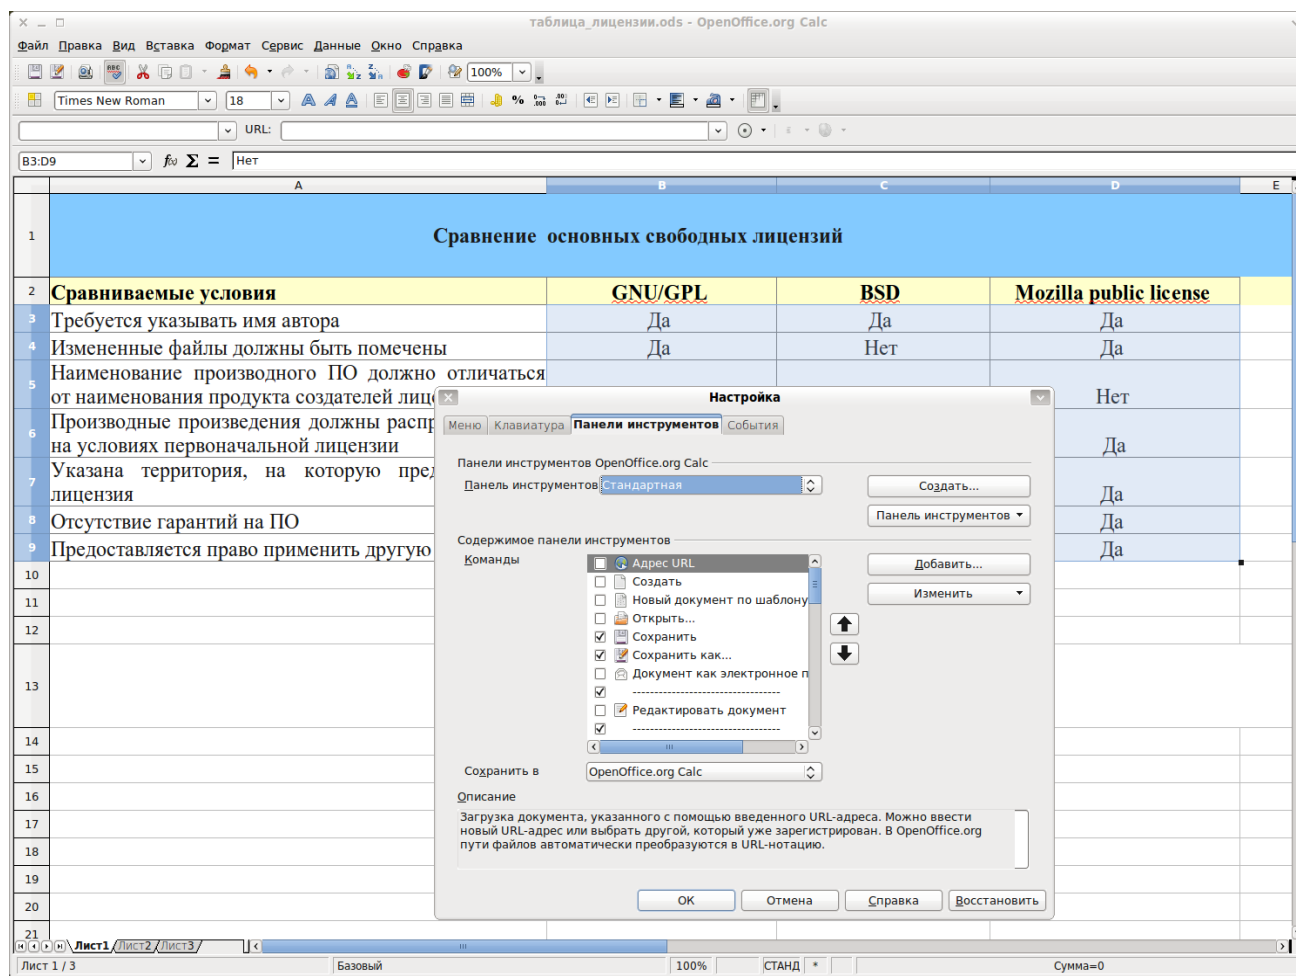 таблица_лицензии.ods - OpenOffice.org Calc
Файл Правка Вид Вставка Формат Сервис Данные Окно Справка
100%
Times New Roman 18
URL:
B3:D9 f(x) Σ = Нет
A B C D E
1 Сравнение основных свободных лицензий
2 Сравниваемые условия GNU/GPL BSD Mozilla public license
3 Требуется указывать имя автора Да Да Да
4 Измененные файлы должны быть помечены Да Нет Да
5 Наименование производного ПО должно отличаться
от наименования продукта создателей Нет
6 Производные произведения должны
на условиях первоначальной лицензии Да
7 Указана территория, на которую
лицензия Да
8 Отсутствие гарантий на ПО Да
9 Предоставляется право применить другую Да
10
11
12
13
14
15
16
17
18
19
20
21
Настройка
Меню Клавиатура Панели инструментов События
Панели инструментов OpenOffice.org Calc
Панель инструментов Стандартная Создать...
Панель инструментов
Содержимое панели инструментов
Команды Адрес URL Добавить...
Создать
Новый документ по шаблону Изменить
Открыть...
Сохранить
Сохранить как...
Документ как электронное п
---------------------------------
Редактировать документ
---------------------------------
Сохранить в OpenOffice.org Calc
Описание
Загрузка документа, указанного с помощью введенного URL-адреса. Можно ввести
новый URL-адрес или выбрать другой, который уже зарегистрирован. В OpenOffice.org
пути файлов автоматически преобразуются в URL-нотацию.
ОК Отмена Справка Восстановить
Лист1 Лист2 Лист3
Лист 1 / 3 Базовый 100% СТАНД * Сумма=0